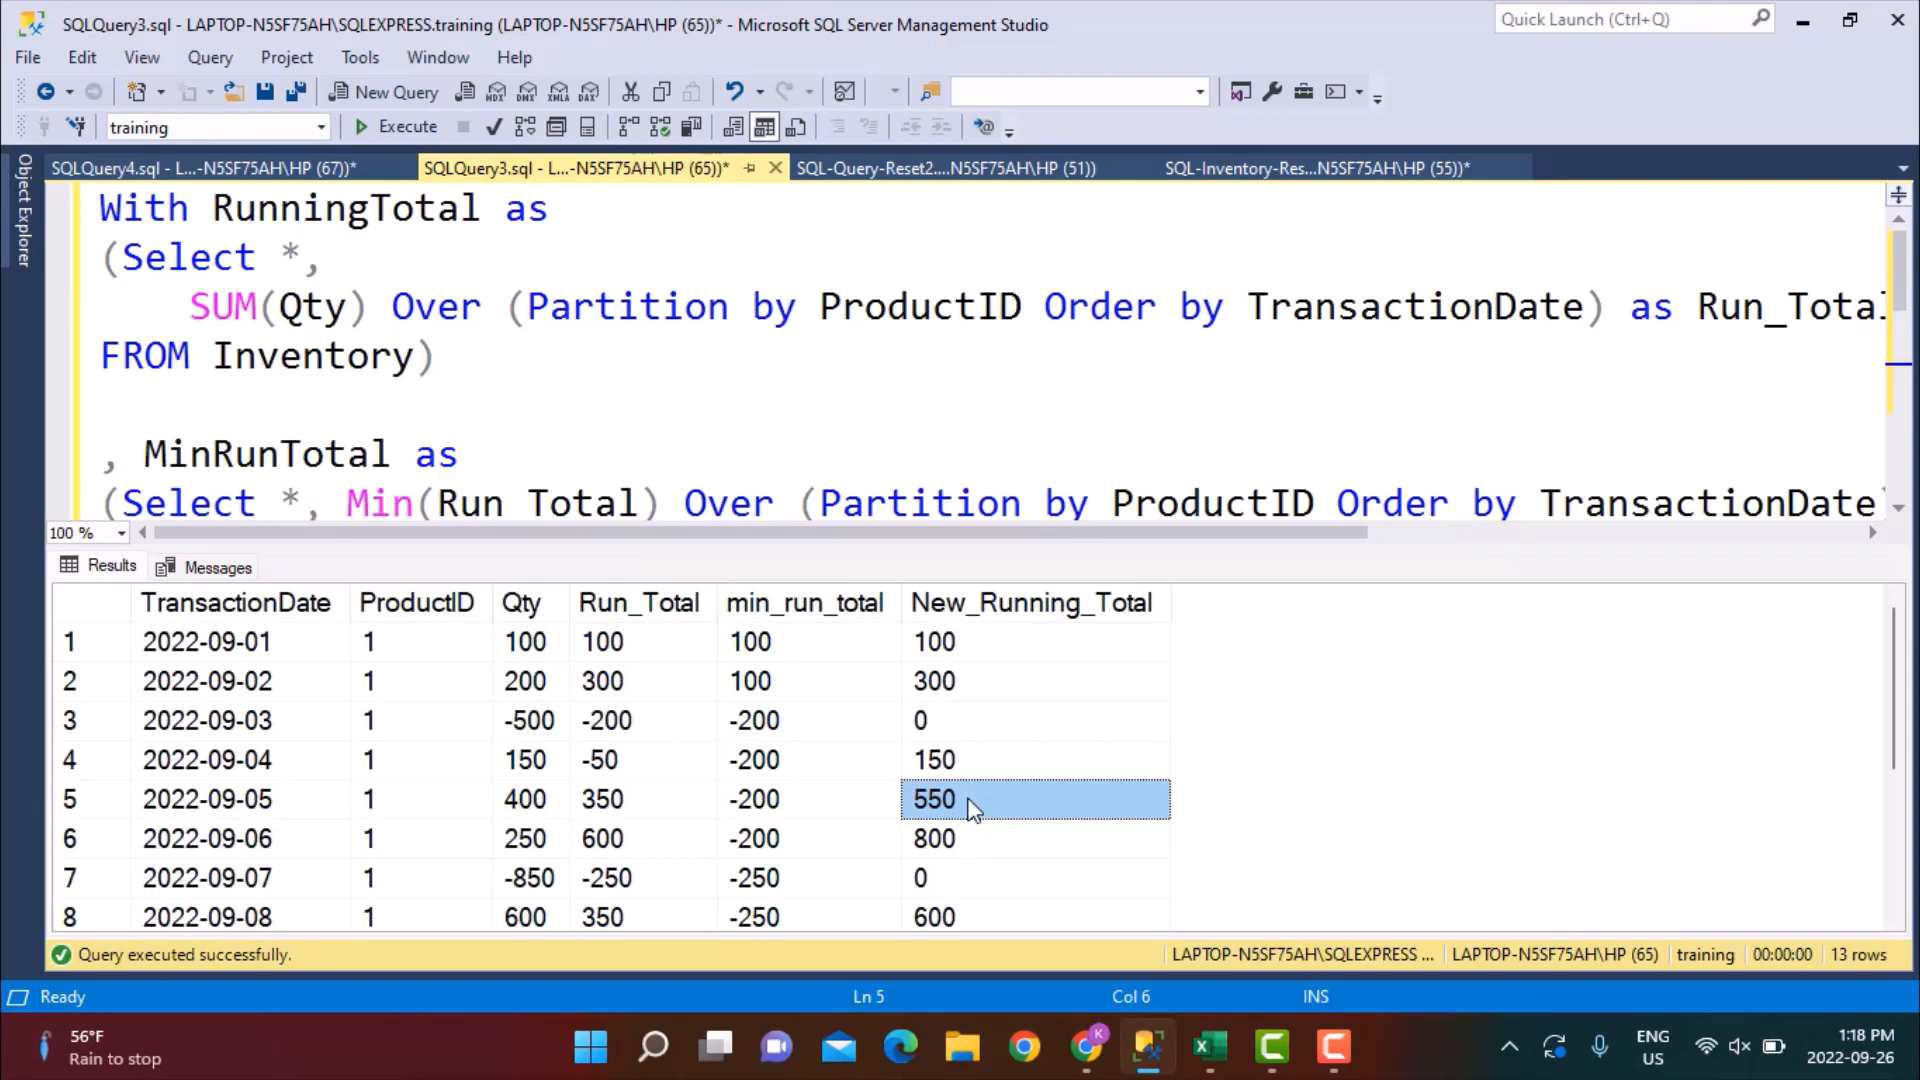 SQLQuery3.sql - LAPTOP-N5SF75AH\SQLEXPRESS.training (LAPTOP-N5SF75AH\HP (65))* - Microsoft SQL Server Management Studio
Quick Launch (Ctrl+Q)
File Edit View Query Project Tools Window Help
New Query
MDX DMX XMLA DAX
training
Execute
SQLQuery4.sql - L...-N5SF75AH\HP (67))*
SQLQuery3.sql - L...-N5SF75AH\HP (65))*
SQL-Query-Reset2....N5SF75AH\HP (51))
SQL-Inventory-Res...N5SF75AH\HP (55))*
Object Explorer
With RunningTotal as
(Select *,
SUM(Qty) Over (Partition by ProductID Order by TransactionDate) as Run_Total
FROM Inventory)
, MinRunTotal as
(Select *, Min(Run_Total) Over (Partition by ProductID Order by TransactionDate)
100 %
Results Messages
TransactionDate ProductID Qty Run_Total min_run_total New_Running_Total
1 2022-09-01 1 100 100 100 100
2 2022-09-02 1 200 300 100 300
3 2022-09-03 1 -500 -200 -200 0
4 2022-09-04 1 150 -50 -200 150
5 2022-09-05 1 400 350 -200 550
6 2022-09-06 1 250 600 -200 800
7 2022-09-07 1 -850 -250 -250 0
8 2022-09-08 1 600 350 -250 600
Query executed successfully.
LAPTOP-N5SF75AH\SQLEXPRESS ... LAPTOP-N5SF75AH\HP (65) training 00:00:00 13 rows
Ready Ln 5 Col 6 INS
56°F
Rain to stop
K
ENG
US
1:18 PM
2022-09-26